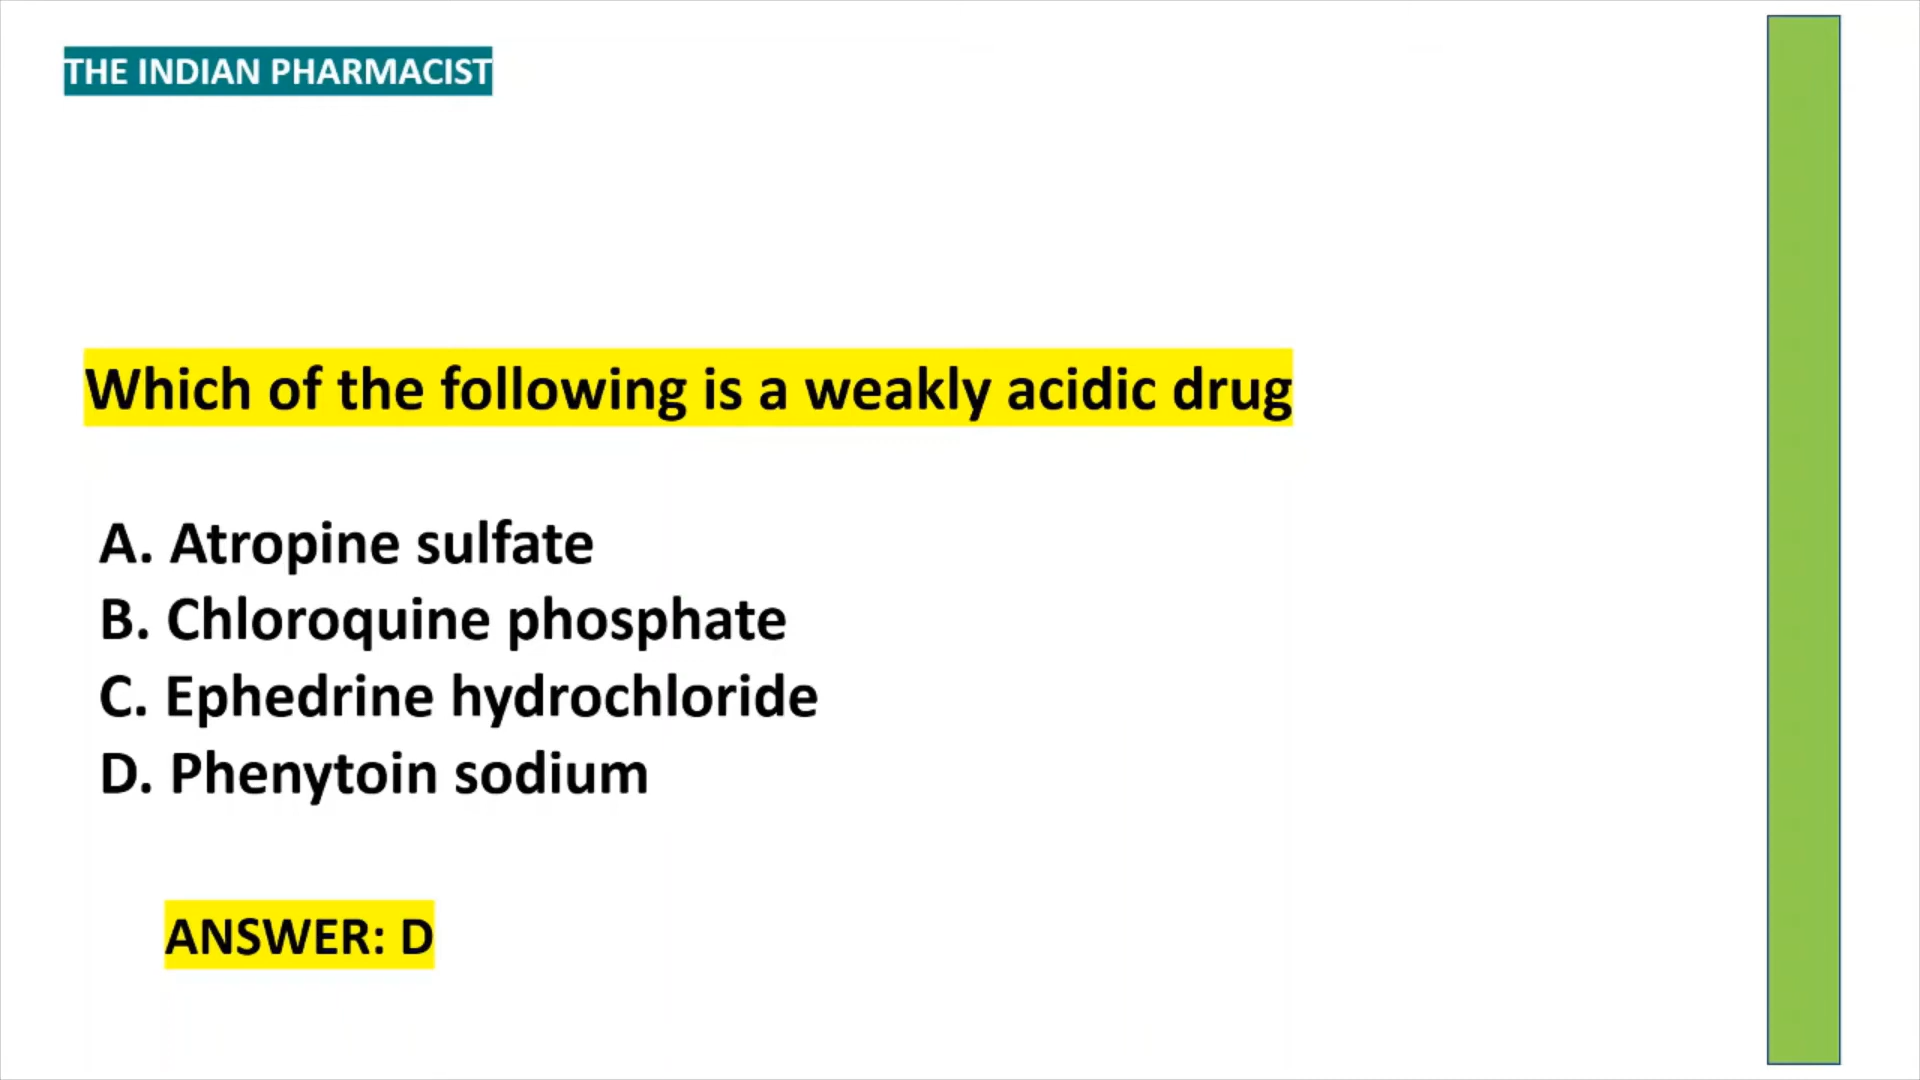 THE INDIAN PHARMACIST
Which of the following is a weakly acidic drug
A. Atropine sulfate
B. Chloroquine phosphate
C. Ephedrine hydrochloride
D. Phenytoin sodium
ANSWER: D